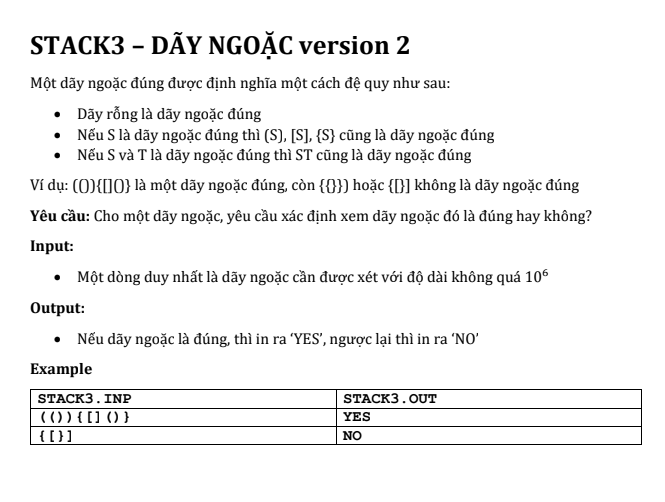 STACK3 – DÃY NGOẶC version 2
Một dãy ngoặc đúng được định nghĩa một cách đệ quy như sau:
• Dãy rỗng là dãy ngoặc đúng
• Nếu S là dãy ngoặc đúng thì (S), [S], {S} cũng là dãy ngoặc đúng
• Nếu S và T là dãy ngoặc đúng thì ST cũng là dãy ngoặc đúng
Ví dụ: (()){[]()} là một dãy ngoặc đúng, còn {{}}) hoặc {[}] không là dãy ngoặc đúng
Yêu cầu: Cho một dãy ngoặc, yêu cầu xác định xem dãy ngoặc đó là đúng hay không?
Input:
• Một dòng duy nhất là dãy ngoặc cần được xét với độ dài không quá 10⁶
Output:
• Nếu dãy ngoặc là đúng, thì in ra ‘YES’, ngược lại thì in ra ‘NO’
Example
STACK3.INP STACK3.OUT
(()){[]()} YES
{[}] NO